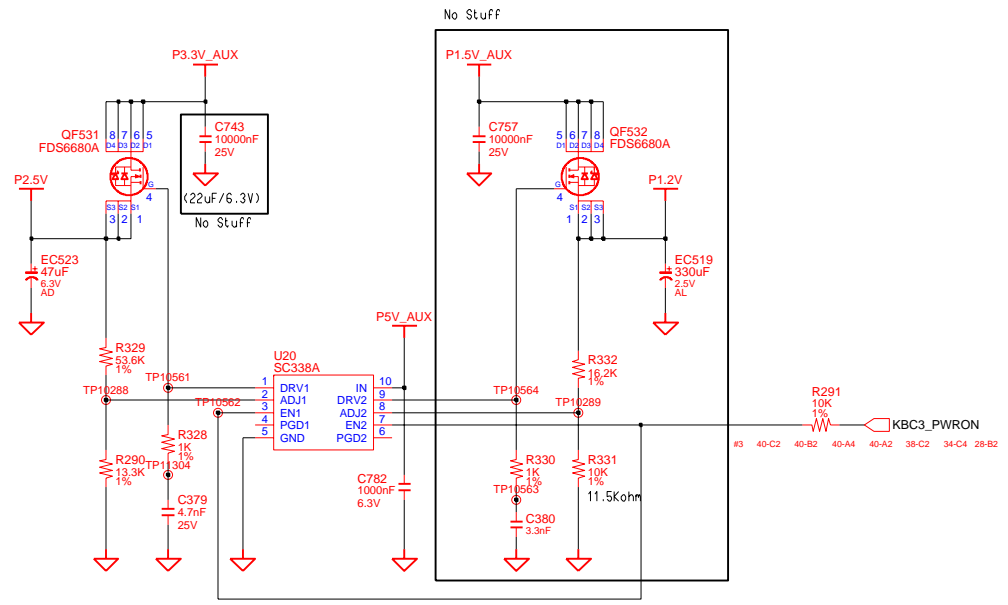 No Stuff
P3.3V_AUX
P1.5V_AUX
QF531
FDS6680A
8 7 6 5
D4 D3 D2 D1
G
4
S3 S2 S1
3 2 1
C743
10000nF
25V
(22uF/6.3V)
No Stuff
P2.5V
EC523
47uF
6.3V
AD
C757
10000nF
25V
5 6 7 8
D1 D2 D3 D4
QF532
FDS6680A
G
4
S1 S2 S3
1 2 3
P1.2V
EC519
330uF
2.5V
AL
P5V_AUX
R329
53.6K
1%
TP10561
TP10288
TP10562
U20
SC338A
1 DRV1 IN 10
2 ADJ1 DRV2 9
3 EN1 ADJ2 8
4 PGD1 EN2 7
5 GND PGD2 6
R332
16.2K
1%
TP10564
TP10289
R291
10K
1%
KBC3_PWRON
#3 40-C2 40-B2 40-A4 40-A2 38-C2 34-C4 28-B2
R328
1K
1%
TP11304
R290
13.3K
1%
C379
4.7nF
25V
C782
1000nF
6.3V
R330
1K
1%
TP10563
C380
3.3nF
R331
10K
1%
11.5Kohm